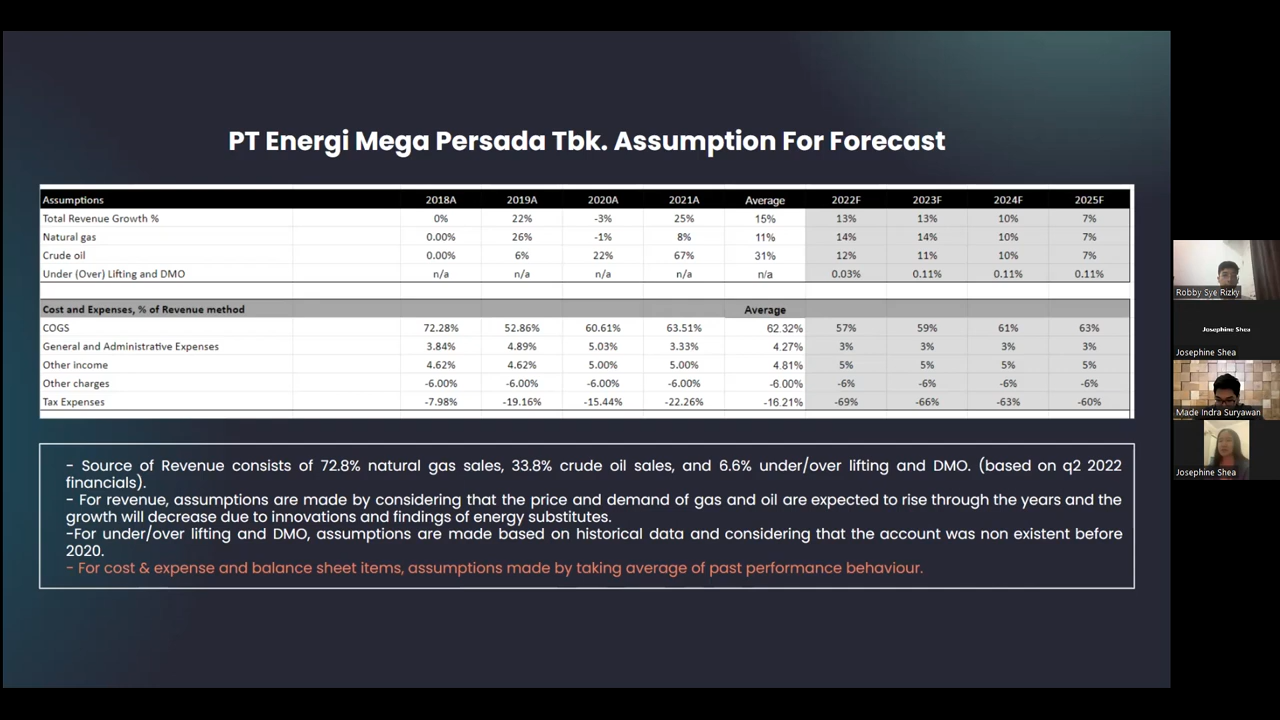 PT Energi Mega Persada Tbk. Assumption For Forecast
Assumptions 2018A 2019A 2020A 2021A Average 2022F 2023F 2024F 2025F
Total Revenue Growth % 0% 22% -3% 25% 15% 13% 13% 10% 7%
Natural gas 0.00% 26% -1% 8% 11% 14% 14% 10% 7%
Crude oil 0.00% 6% 22% 67% 31% 12% 11% 10% 7%
Under (Over) Lifting and DMO n/a n/a n/a n/a n/a 0.03% 0.11% 0.11% 0.11%
Cost and Expenses, % of Revenue method Average
COGS 72.28% 52.86% 60.61% 63.51% 62.32% 57% 59% 61% 63%
General and Administrative Expenses 3.84% 4.89% 5.03% 3.33% 4.27% 3% 3% 3% 3%
Other income 4.62% 4.62% 5.00% 5.00% 4.81% 5% 5% 5% 5%
Other charges -6.00% -6.00% -6.00% -6.00% -6.00% -6% -6% -6% -6%
Tax Expenses -7.98% -19.16% -15.44% -22.26% -16.21% -69% -66% -63% -60%
- Source of Revenue consists of 72.8% natural gas sales, 33.8% crude oil sales, and 6.6% under/over lifting and DMO. (based on q2 2022
financials).
- For revenue, assumptions are made by considering that the price and demand of gas and oil are expected to rise through the years and the
growth will decrease due to innovations and findings of energy substitutes.
-For under/over lifting and DMO, assumptions are made based on historical data and considering that the account was non existent before
2020.
- For cost & expense and balance sheet items, assumptions made by taking average of past performance behaviour.
Robby Sye Rizky
Josephine Shea
Josephine Shea
Made Indra Suryawan
Josephine Shea